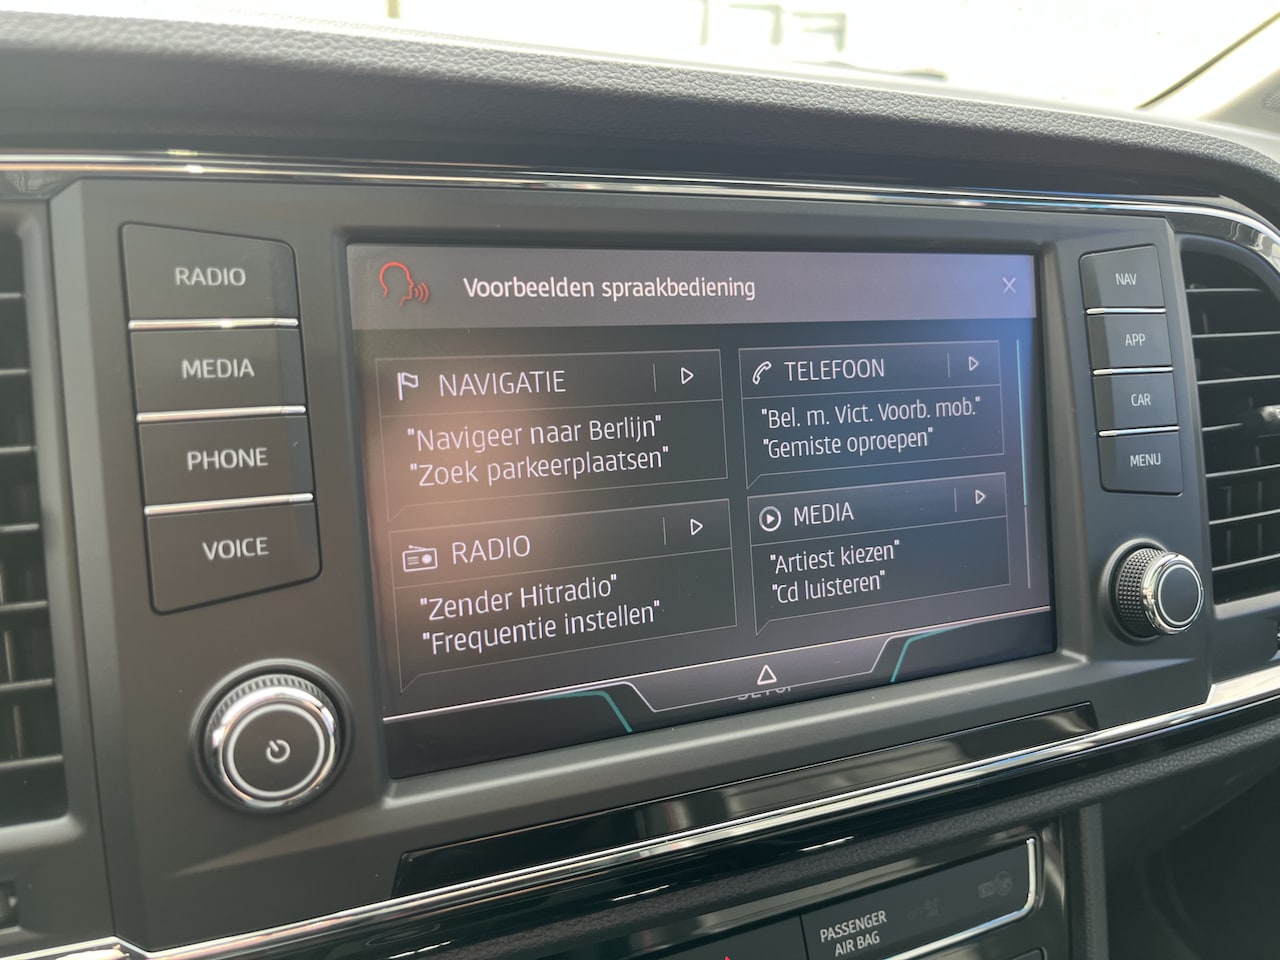 RADIO
MEDIA
PHONE
VOICE
Voorbeelden spraakbediening
NAVIGATIE
"Navigeer naar Berlijn"
"Zoek parkeerplaatsen"
TELEFOON
"Bel. m. Vict. Voorb. mob."
"Gemiste oproepen"
RADIO
"Zender Hitradio"
"Frequentie instellen"
MEDIA
"Artiest kiezen"
"Cd luisteren"
NAV
APP
CAR
MENU
PASSENGER
AIR BAG